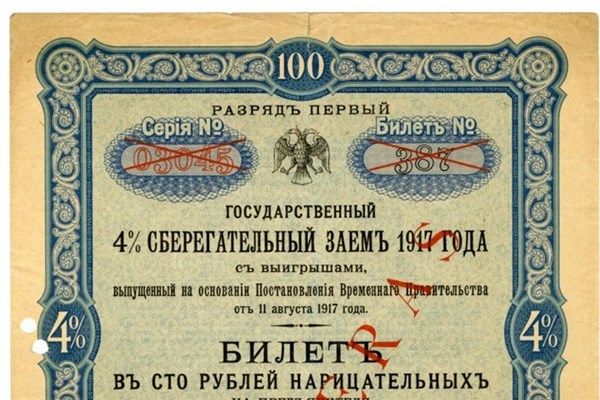 100
РАЗРЯДЪ ПЕРВЫЙ
Серія № Билетъ №
03045 387
ГОСУДАРСТВЕННЫЙ
4% СБЕРЕГАТЕЛЬНЫЙ ЗАЕМЪ 1917 ГОДА
съ выигрышами,
выпущенный на основаніи Постановленія Временнаго Правительства
отъ 11 августа 1917 года.
4% 4%
БИЛЕТЪ
ВЪ СТО РУБЛЕЙ НАРИЦАТЕЛЬНЫХЪ
RAS